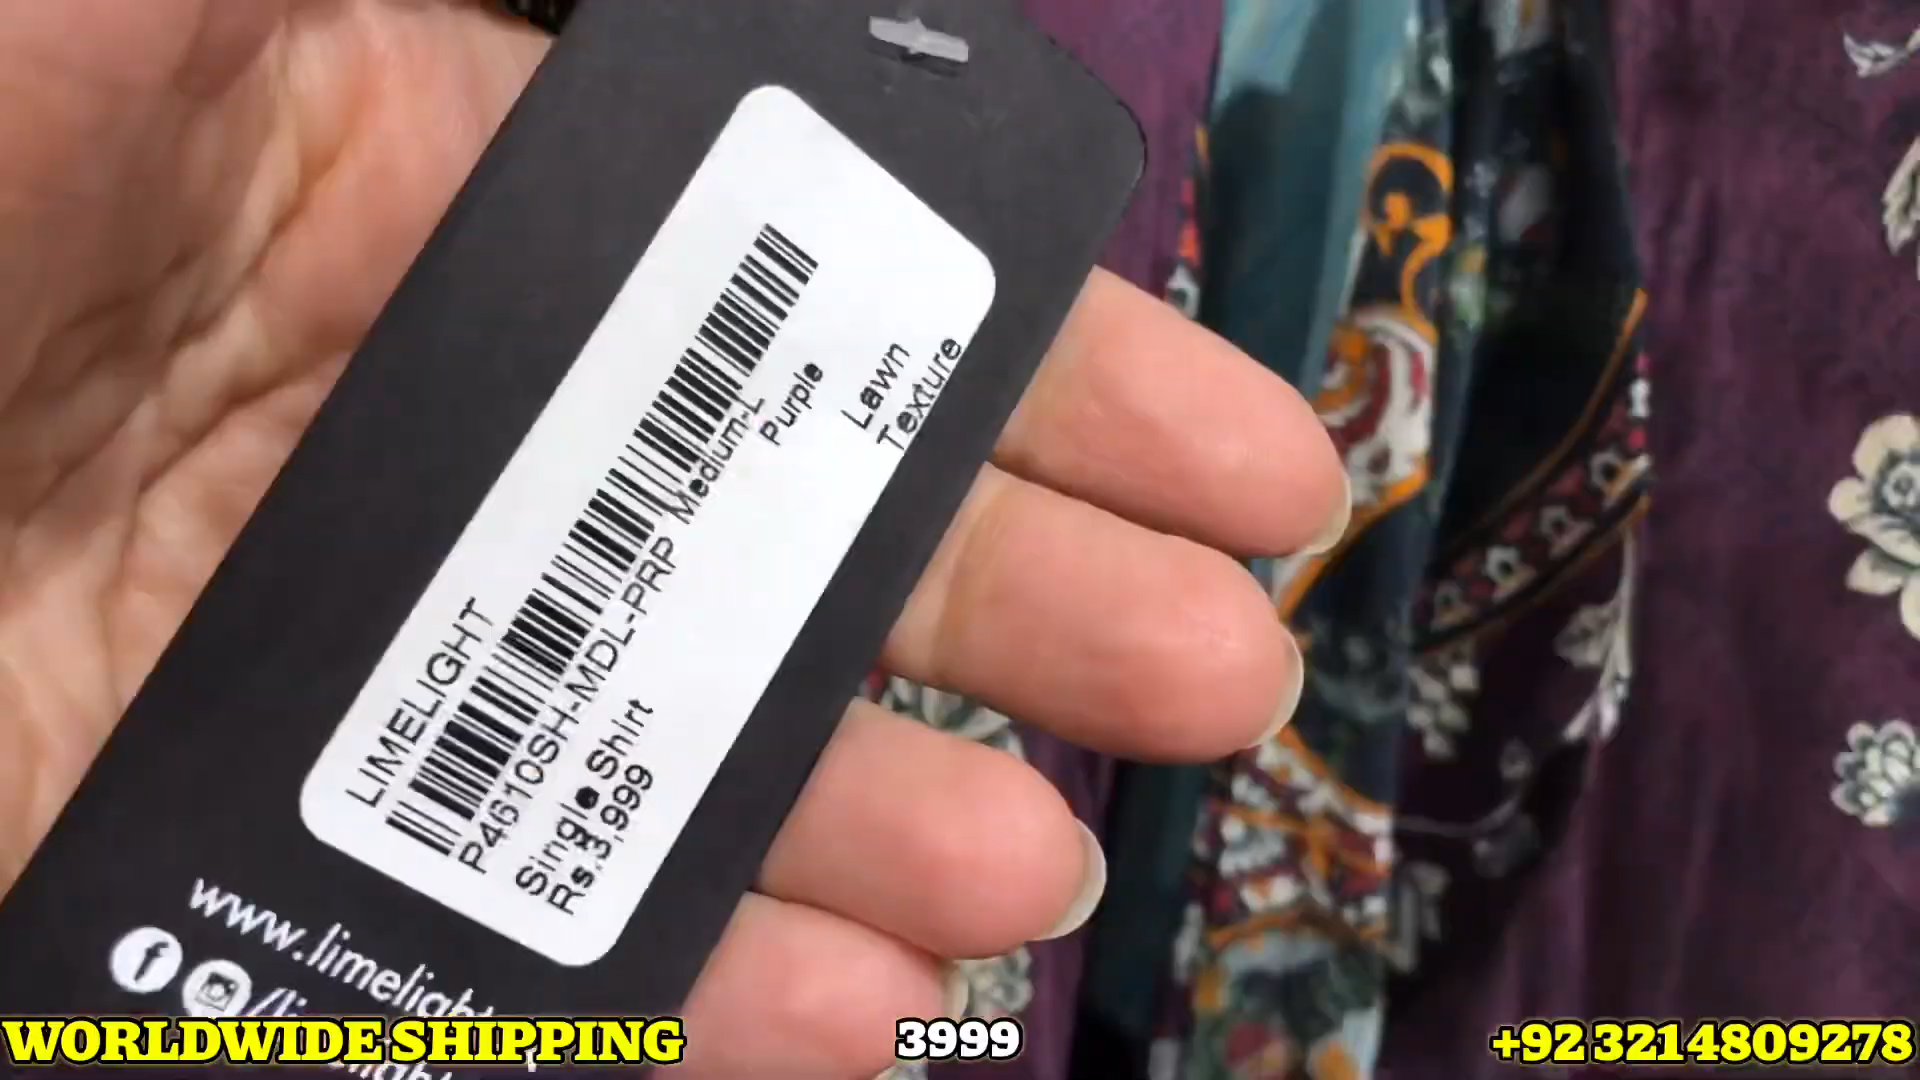 LIMELIGHT
P4610SH-MDL-PRP
Medium-L
Single Shirt
Purple
Rs.3,999
Lawn
Texture
www.limelight
WORLDWIDE SHIPPING
3999
+92 3214809278